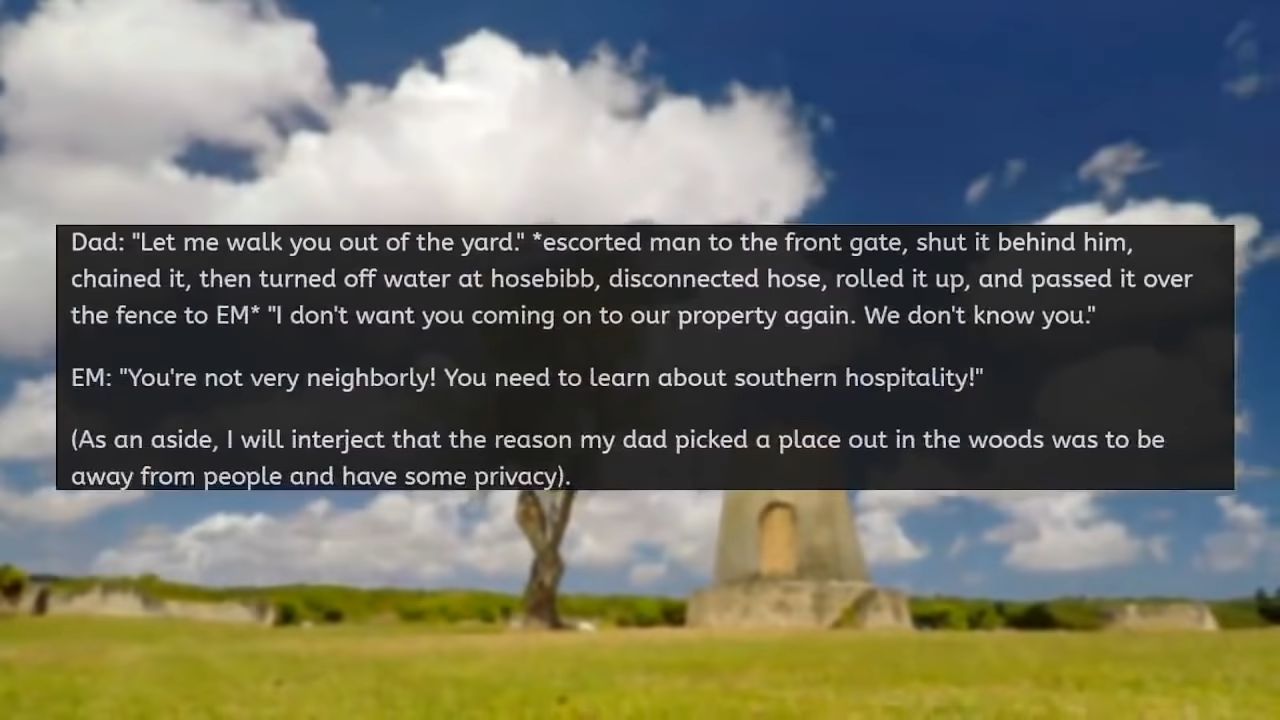 Dad: "Let me walk you out of the yard." *escorted man to the front gate, shut it behind him,
chained it, then turned off water at hosebibb, disconnected hose, rolled it up, and passed it over
the fence to EM* "I don't want you coming on to our property again. We don't know you."
EM: "You're not very neighborly! You need to learn about southern hospitality!"
(As an aside, I will interject that the reason my dad picked a place out in the woods was to be
away from people and have some privacy).